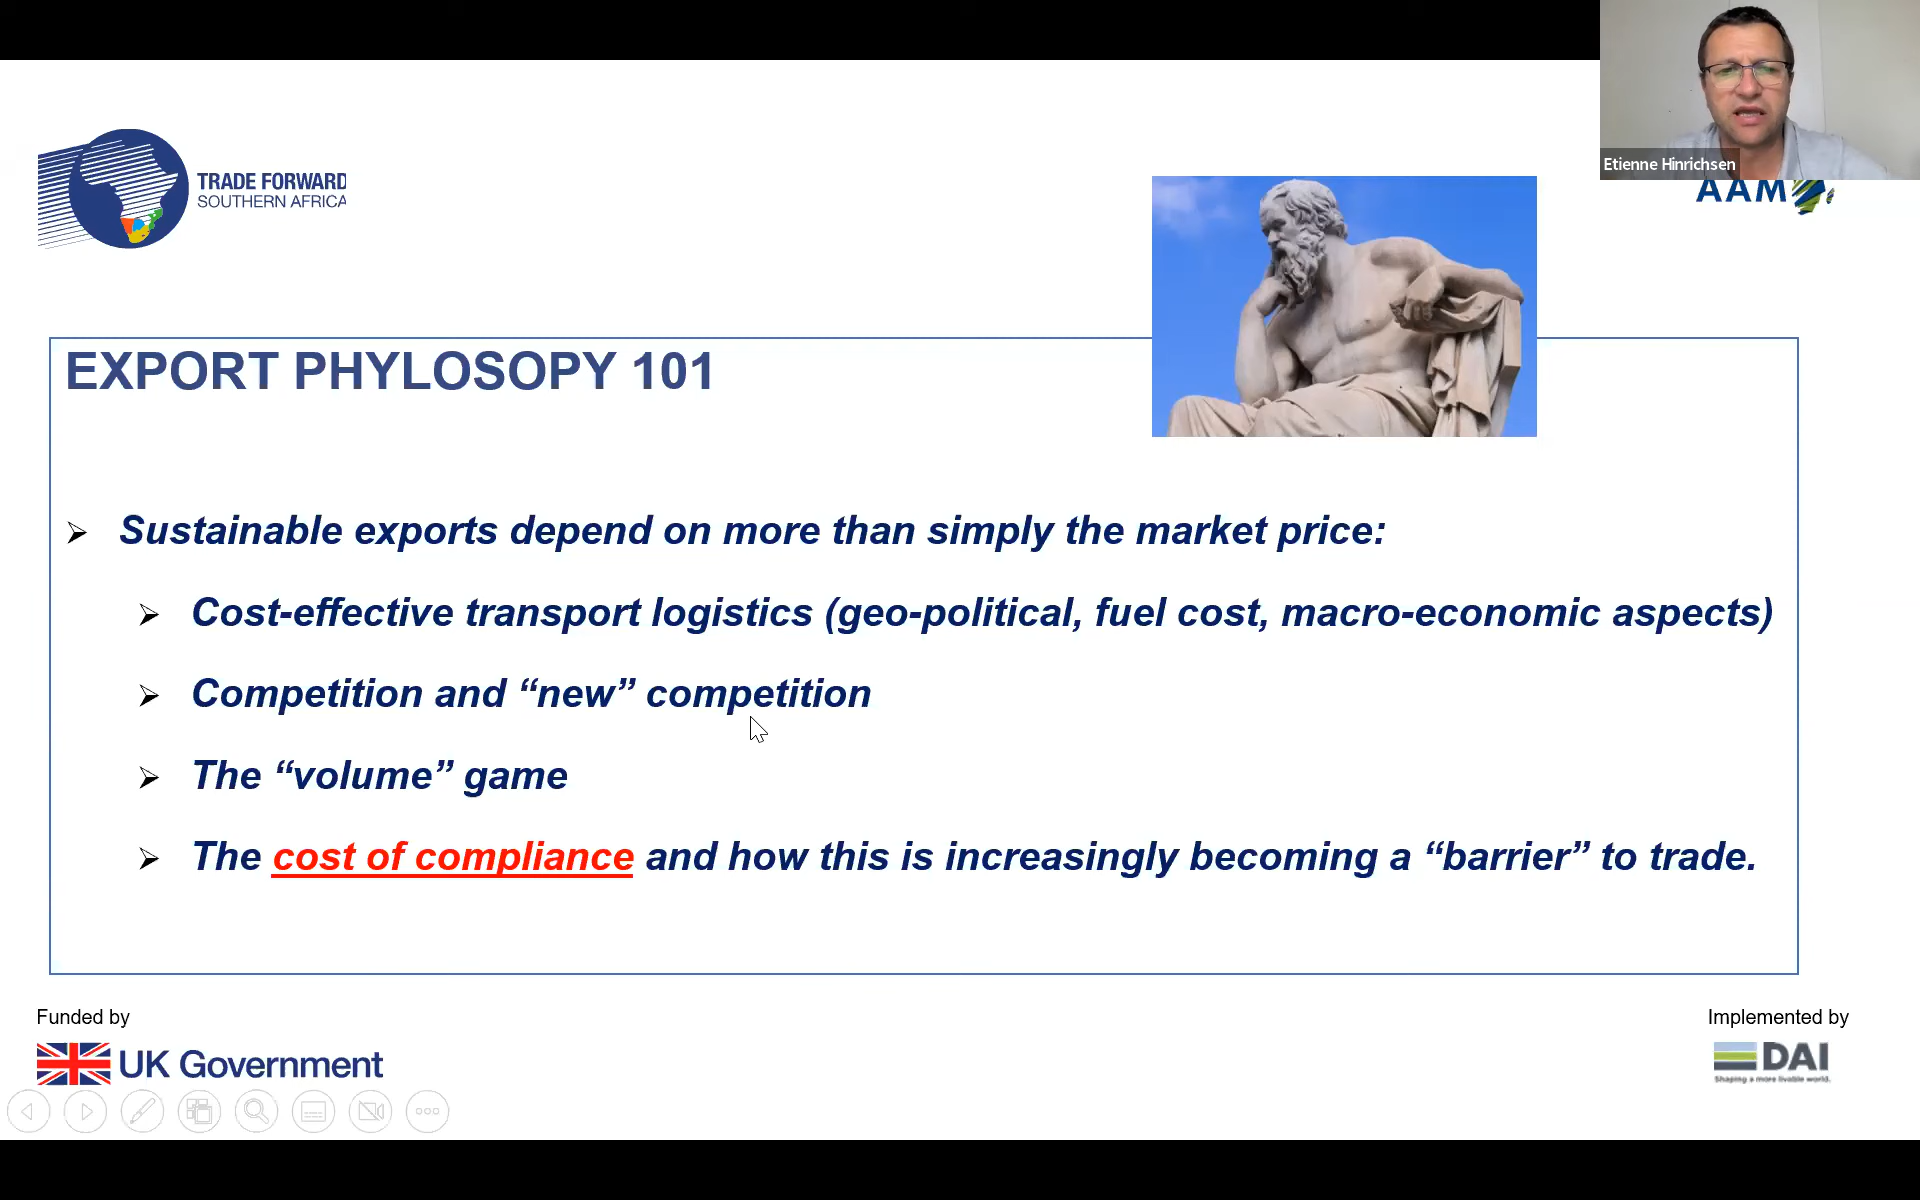 Etienne Hinrichsen
TRADE FORWARD
SOUTHERN AFRICA
AAM
EXPORT PHYLOSOPY 101
Sustainable exports depend on more than simply the market price:
Cost-effective transport logistics (geo-political, fuel cost, macro-economic aspects)
Competition and “new” competition
The “volume” game
The cost of compliance and how this is increasingly becoming a “barrier” to trade.
Funded by
UK Government
Implemented by
DAI
Shaping a more livable world.